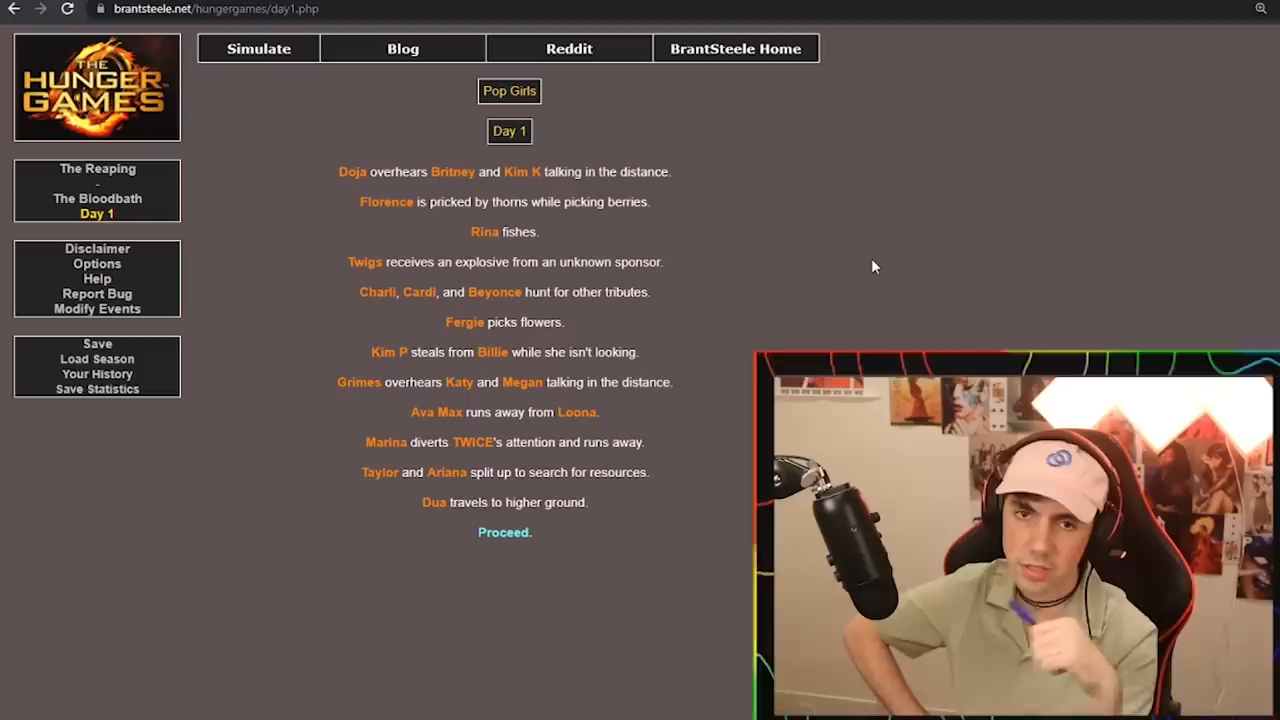 brantsteele.net/hungergames/day1.php
THE
HUNGER
GAMES
Simulate
Blog
Reddit
BrantSteele Home
The Reaping
-
The Bloodbath
Day 1
Disclaimer
Options
Help
Report Bug
Modify Events
Save
Load Season
Your History
Save Statistics
Pop Girls
Day 1
Doja overhears Britney and Kim K talking in the distance.
Florence is pricked by thorns while picking berries.
Rina fishes.
Twigs receives an explosive from an unknown sponsor.
Charli, Cardi, and Beyonce hunt for other tributes.
Fergie picks flowers.
Kim P steals from Billie while she isn't looking.
Grimes overhears Katy and Megan talking in the distance.
Ava Max runs away from Loona.
Marina diverts TWICE's attention and runs away.
Taylor and Ariana split up to search for resources.
Dua travels to higher ground.
Proceed.